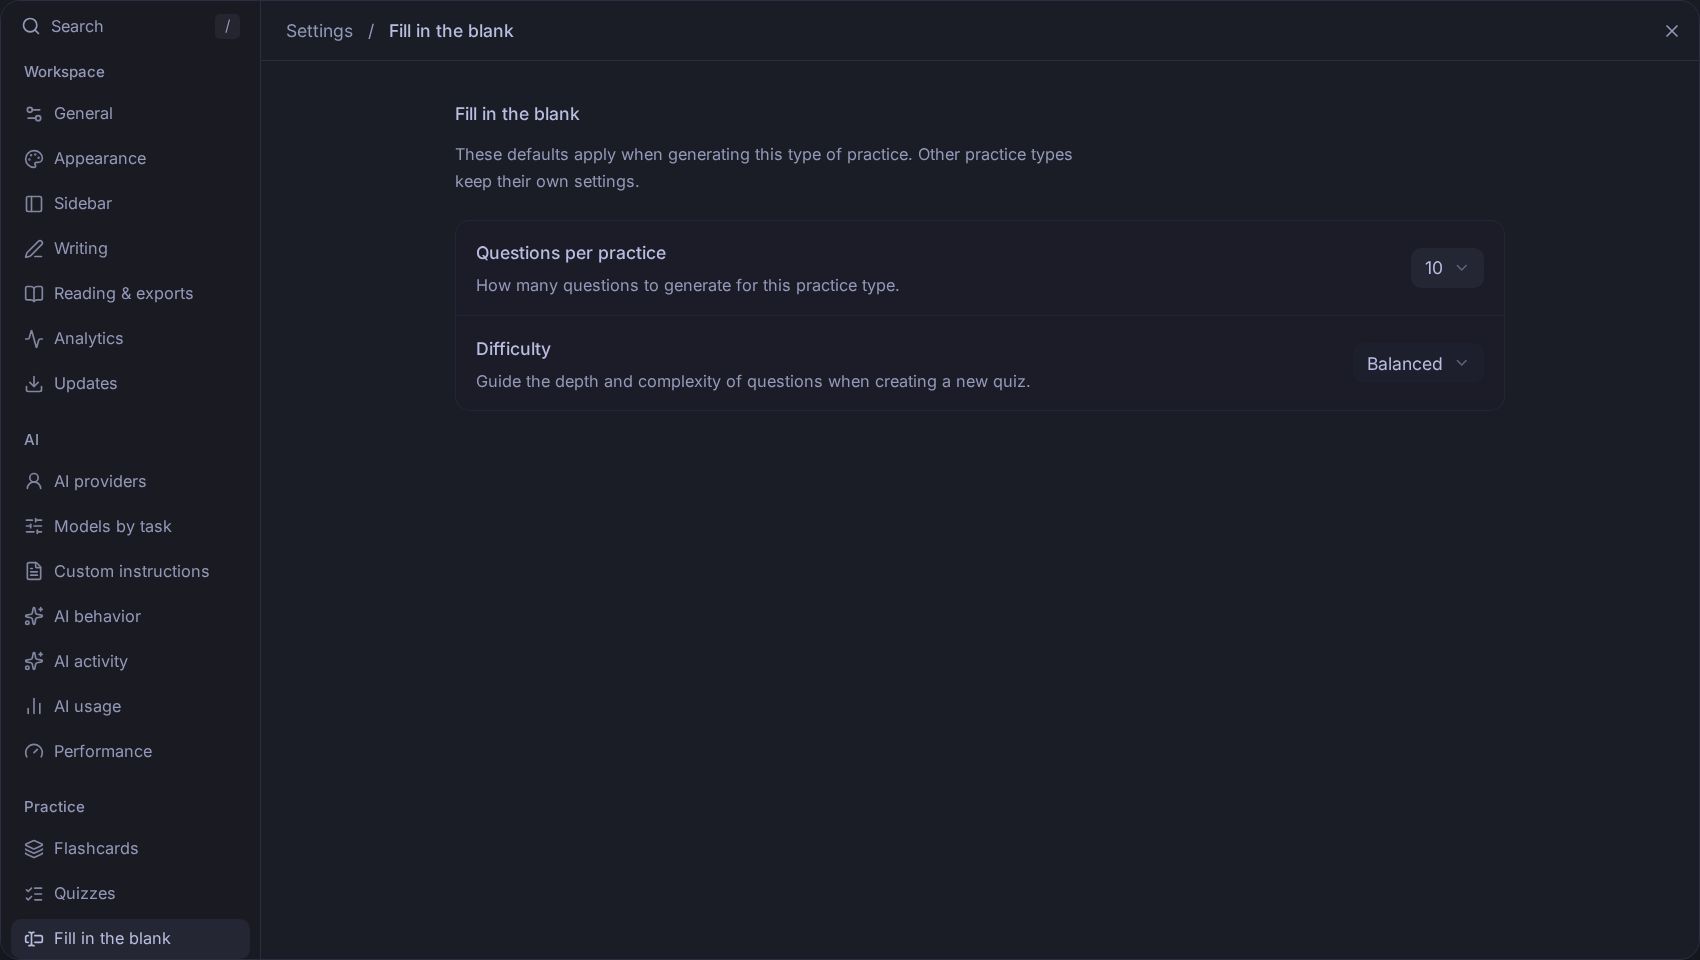 Search /
Workspace
General
Appearance
Sidebar
Writing
Reading & exports
Analytics
Updates
AI
AI providers
Models by task
Custom instructions
AI behavior
AI activity
AI usage
Performance
Practice
Flashcards
Quizzes
Fill in the blank
Settings / Fill in the blank
Fill in the blank
These defaults apply when generating this type of practice. Other practice types
keep their own settings.
Questions per practice
How many questions to generate for this practice type.
10
Difficulty
Guide the depth and complexity of questions when creating a new quiz.
Balanced